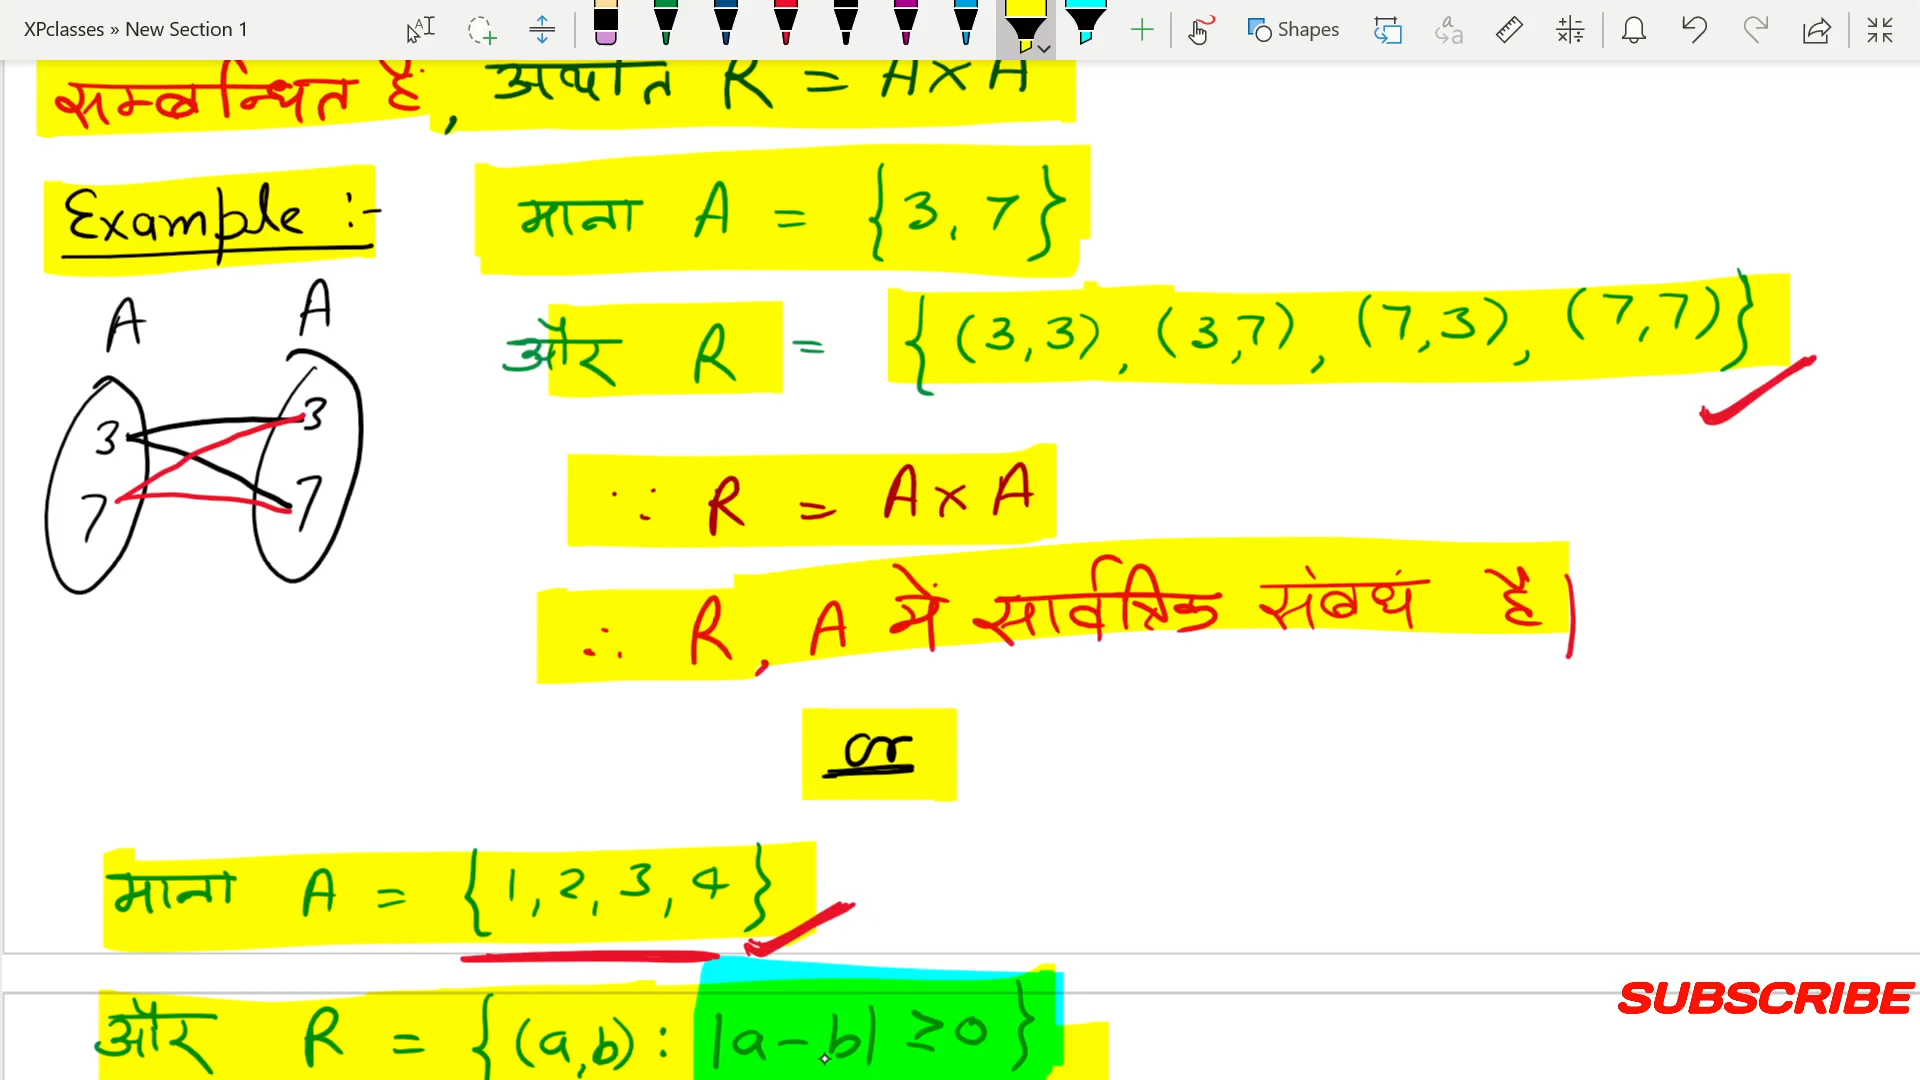 XPclasses » New Section 1
Shapes
सम्बन्धित है, अर्थात R = A×A
Example :-
माना A = {3, 7}
और R = {(3,3), (3,7), (7,3), (7,7)}
A A
3 3
7 7
∵ R = A×A
∴ R, A में सार्वत्रिक संबधं है।
or
माना A = {1, 2, 3, 4}
और R = {(a,b) : |a-b| ≥0}
SUBSCRIBE